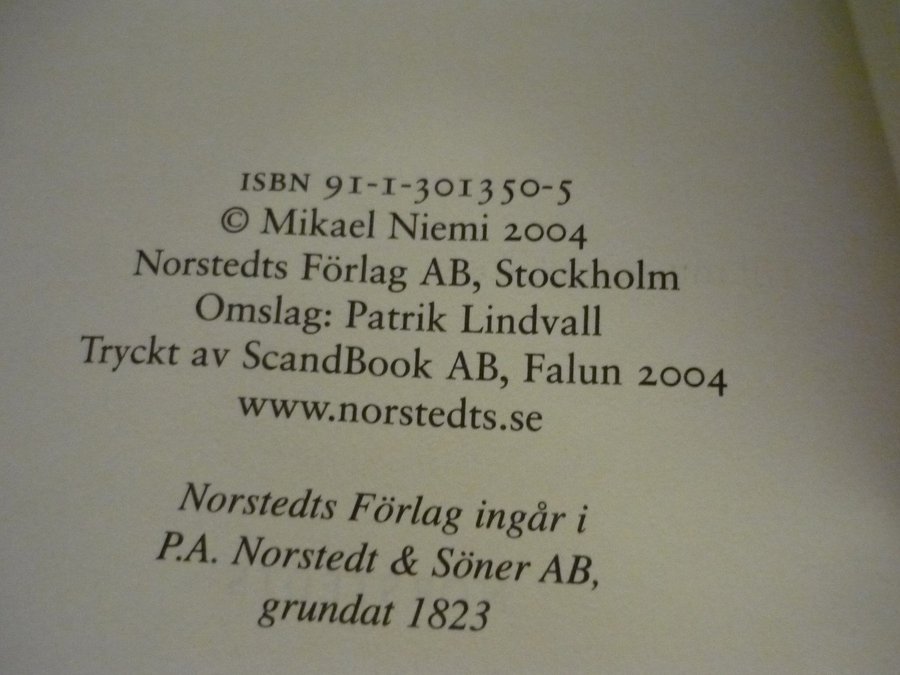 ISBN 91-1-301350-5
© Mikael Niemi 2004
Norstedts Förlag AB, Stockholm
Omslag: Patrik Lindvall
Tryckt av ScandBook AB, Falun 2004
www.norstedts.se
Norstedts Förlag ingår i
P.A. Norstedt & Söner AB,
grundat 1823